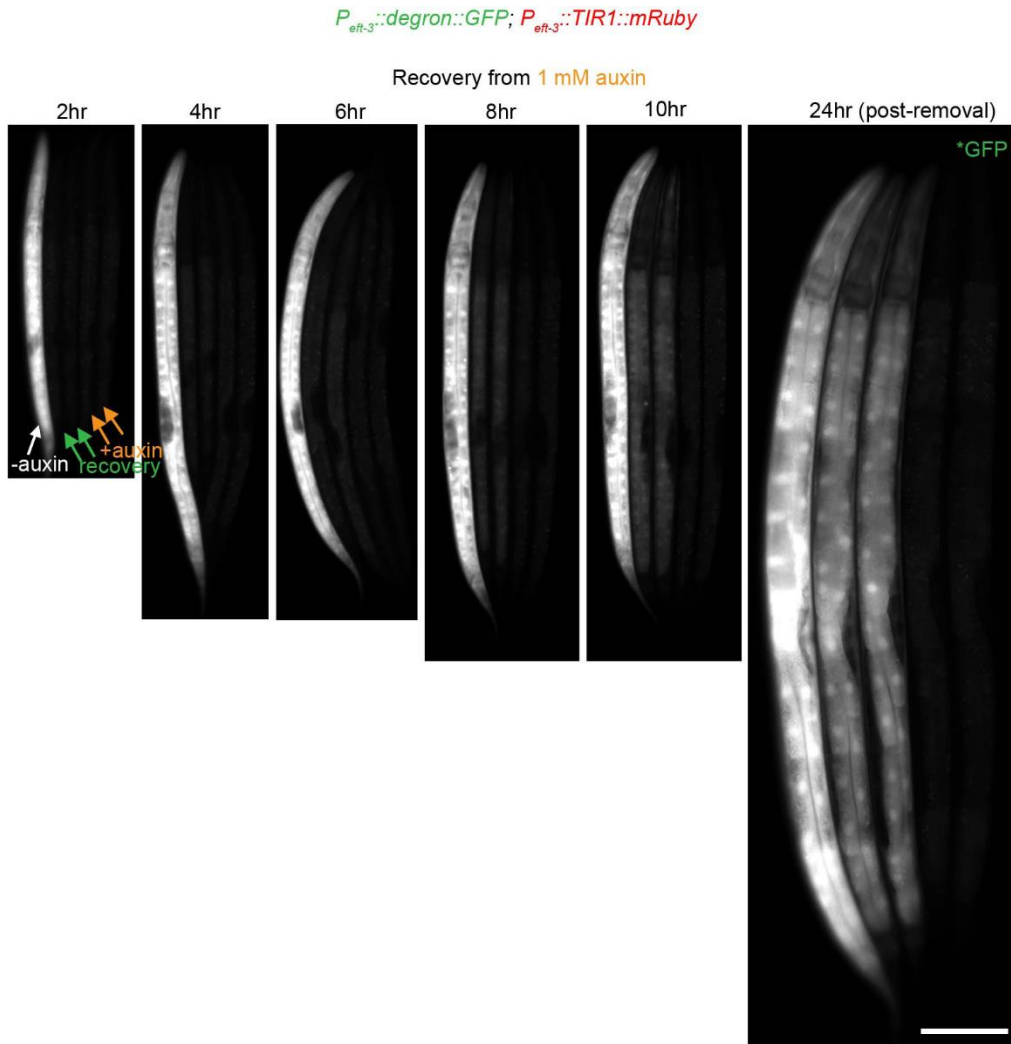 Peft-3::degron::GFP; Peft-3::TIR1::mRuby
Recovery from 1 mM auxin
2hr
4hr
6hr
8hr
10hr
24hr (post-removal)
*GFP
-auxin
recovery
+auxin